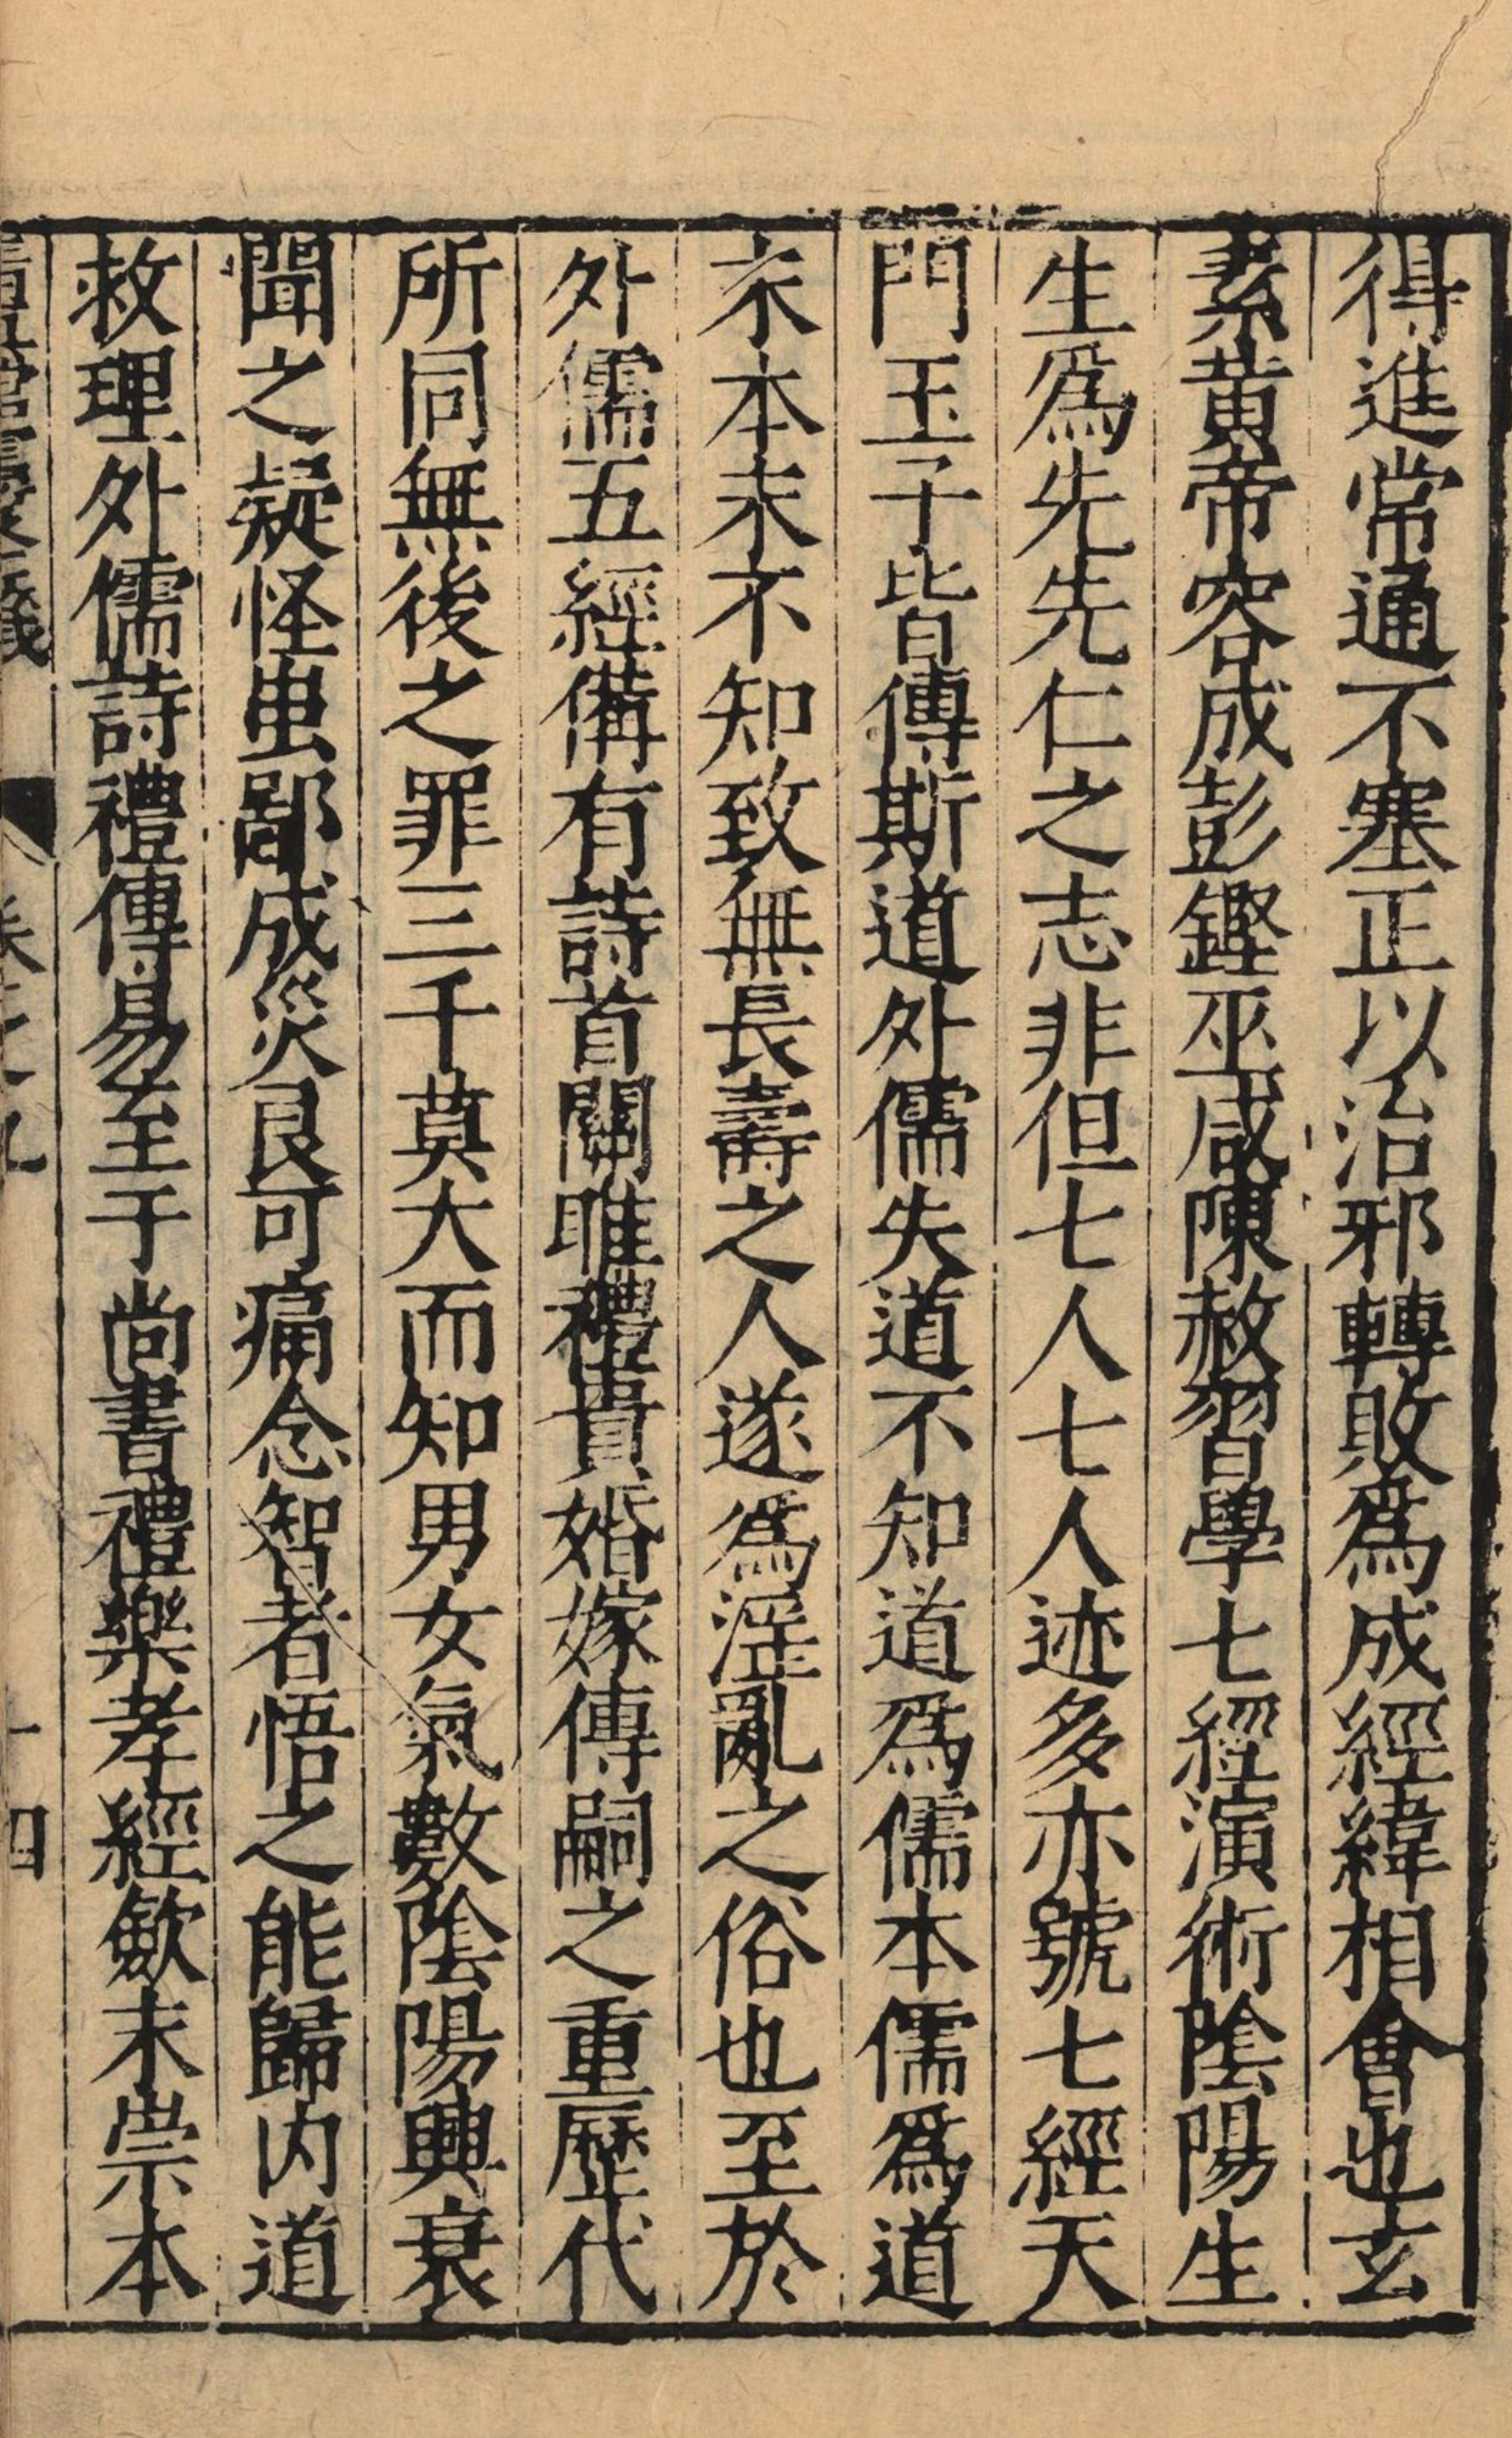 得進常通不塞正以治邪轉敗爲成經緯相會也玄
素黄帝容成彭鏗巫咸陳赦習學七經演術陰陽生
生爲先先仁之志非但七人七人迹多亦號七經天
門玉子皆傳斯道外儒失道不知道爲儒本儒爲道
末本末不知致無長壽之人遂爲淫亂之俗也至於
外儒五經備有詩首關雎禮貴婚嫁傳嗣之重歷代
所同無後之罪三千莫大而知男女氣數陰陽興衰
聞之疑怪虫鄙成災良可痛念智者悟之能歸内道
救理外儒詩禮傳易至于尚書禮樂孝經歛末崇本